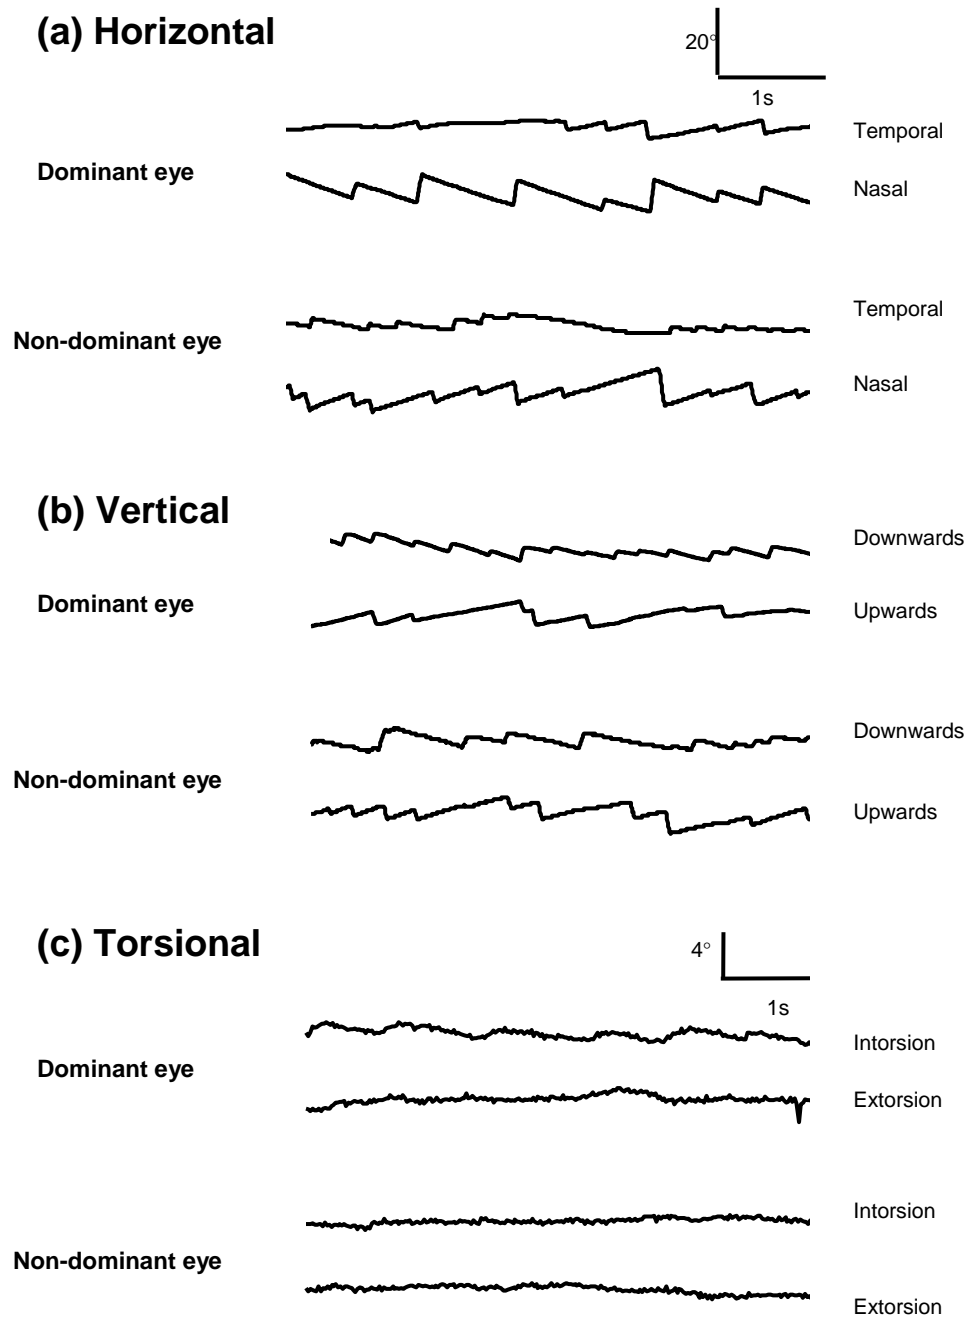 (a) Horizontal
20°
1s
Temporal
Dominant eye
Nasal
Temporal
Non-dominant eye
Nasal
(b) Vertical
Downwards
Dominant eye
Upwards
Downwards
Non-dominant eye
Upwards
(c) Torsional
4°
1s
Intorsion
Dominant eye
Extorsion
Intorsion
Non-dominant eye
Extorsion